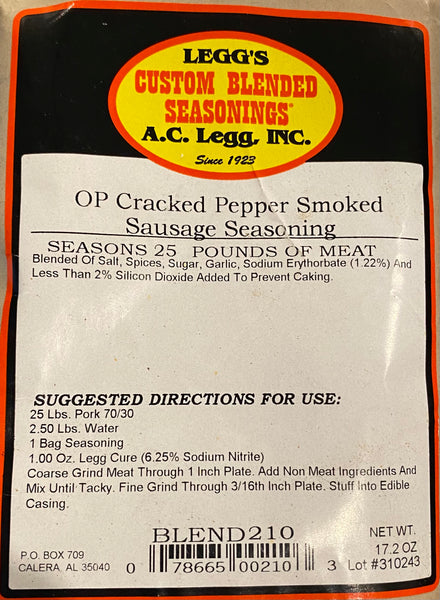 LEGG'S
CUSTOM BLENDED
SEASONINGS®
A.C. Legg, INC.
Since 1923
OP Cracked Pepper Smoked
Sausage Seasoning
SEASONS 25 POUNDS OF MEAT
Blended Of Salt, Spices, Sugar, Garlic, Sodium Erythorbate (1.22%) And
Less Than 2% Silicon Dioxide Added To Prevent Caking.
SUGGESTED DIRECTIONS FOR USE:
25 Lbs. Pork 70/30
2.50 Lbs. Water
1 Bag Seasoning
1.00 Oz. Legg Cure (6.25% Sodium Nitrite)
Coarse Grind Meat Through 1 Inch Plate. Add Non Meat Ingredients And
Mix Until Tacky. Fine Grind Through 3/16th Inch Plate. Stuff Into Edible
Casing.
BLEND210
P.O. BOX 709
CALERA, AL 35040
0 78665 00210 3
NET WT.
17.2 OZ
Lot #310243